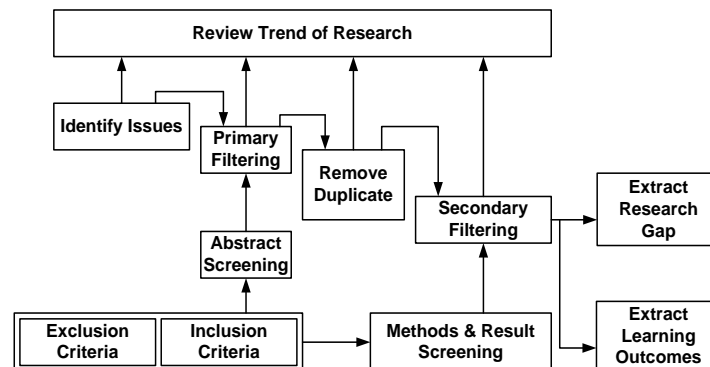 Review Trend of Research
Identify Issues
Primary
Filtering
Remove
Duplicate
Secondary
Filtering
Extract
Research
Gap
Abstract
Screening
Exclusion
Criteria
Inclusion
Criteria
Methods & Result
Screening
Extract
Learning
Outcomes